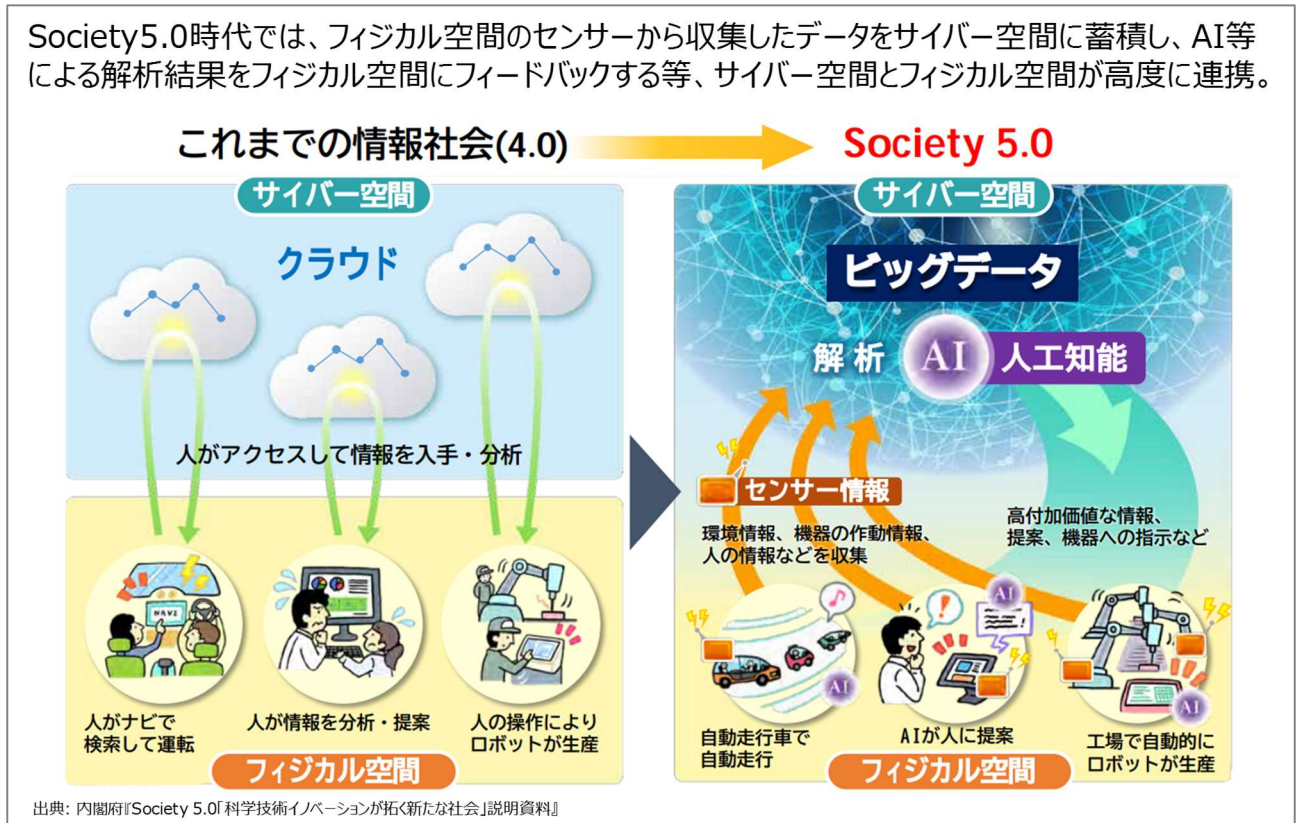 Society5.0時代では、フィジカル空間のセンサーから収集したデータをサイバー空間に蓄積し、AI等
による解析結果をフィジカル空間にフィードバックする等、サイバー空間とフィジカル空間が高度に連携。
これまでの情報社会(4.0)
Society 5.0
サイバー空間
クラウド
人がアクセスして情報を入手・分析
NAVI
人がナビで
検索して運転
人が情報を分析・提案
人の操作により
ロボットが生産
フィジカル空間
サイバー空間
ビッグデータ
解析
AI
人工知能
センサー情報
環境情報、機器の作動情報、
人の情報などを収集
高付加価値な情報、
提案、機器への指示など
AI
AI
AI
自動走行車で
自動走行
AIが人に提案
工場で自動的に
ロボットが生産
フィジカル空間
出典: 内閣府『Society 5.0「科学技術イノベーションが拓く新たな社会」説明資料』